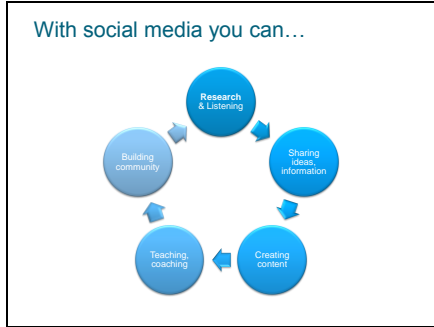 With social media you can…
Research
& Listening
Sharing
ideas,
information
Creating
content
Teaching,
coaching
Building
community